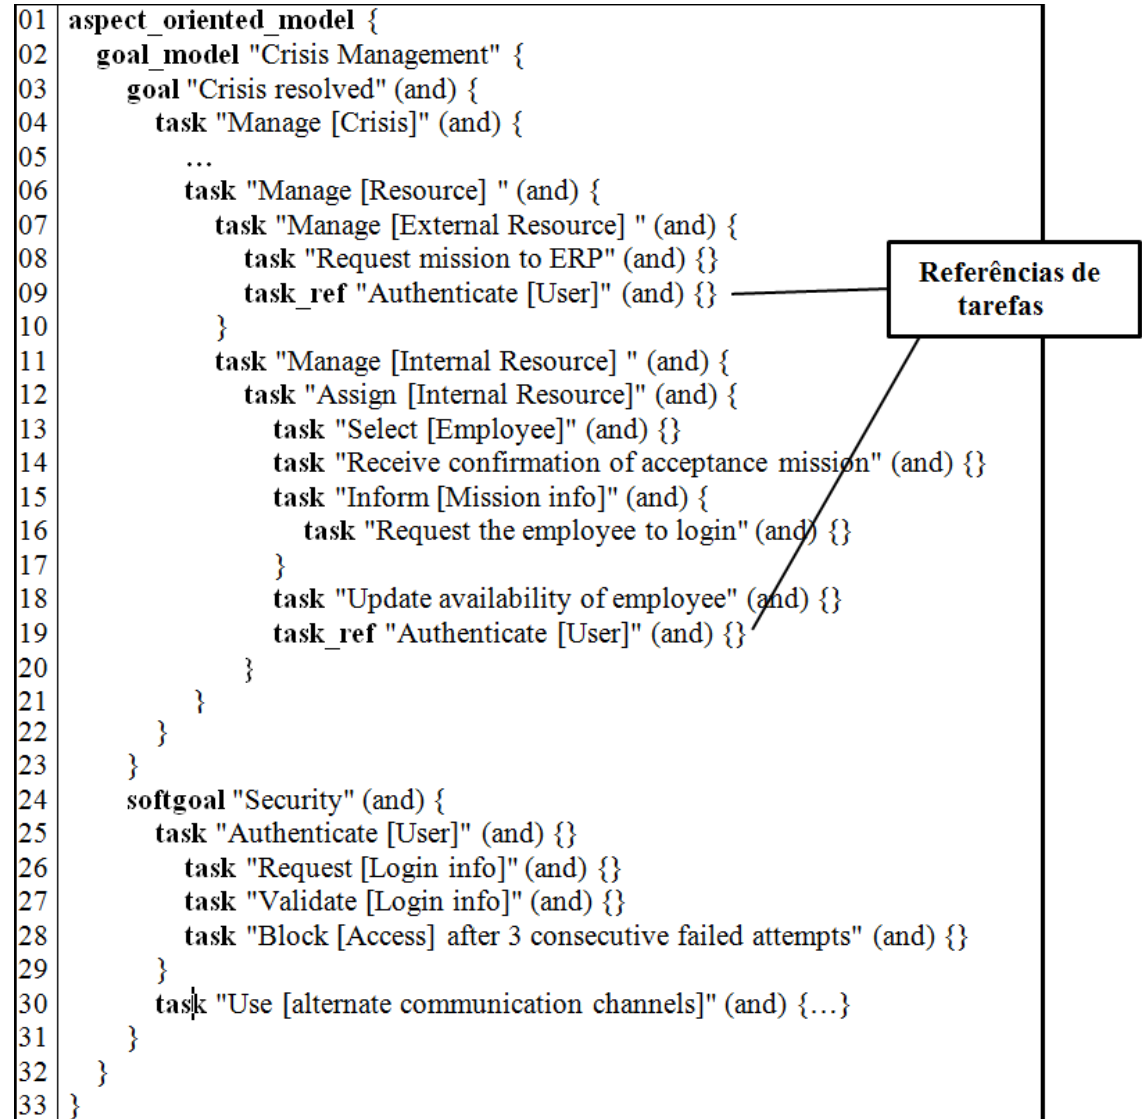 01 aspect_oriented_model {
02 goal_model "Crisis Management" {
03 goal "Crisis resolved" (and) {
04 task "Manage [Crisis]" (and) {
05 …
06 task "Manage [Resource] " (and) {
07 task "Manage [External Resource] " (and) {
08 task "Request mission to ERP" (and) {}
09 task_ref "Authenticate [User]" (and) {}
10 }
11 task "Manage [Internal Resource] " (and) {
12 task "Assign [Internal Resource]" (and) {
13 task "Select [Employee]" (and) {}
14 task "Receive confirmation of acceptance mission" (and) {}
15 task "Inform [Mission info]" (and) {
16 task "Request the employee to login" (and) {}
17 }
18 task "Update availability of employee" (and) {}
19 task_ref "Authenticate [User]" (and) {}
20 }
21 }
22 }
23 }
24 softgoal "Security" (and) {
25 task "Authenticate [User]" (and) {}
26 task "Request [Login info]" (and) {}
27 task "Validate [Login info]" (and) {}
28 task "Block [Access] after 3 consecutive failed attempts" (and) {}
29 }
30 task "Use [alternate communication channels]" (and) {…}
31 }
32 }
33 }
Referências de
tarefas